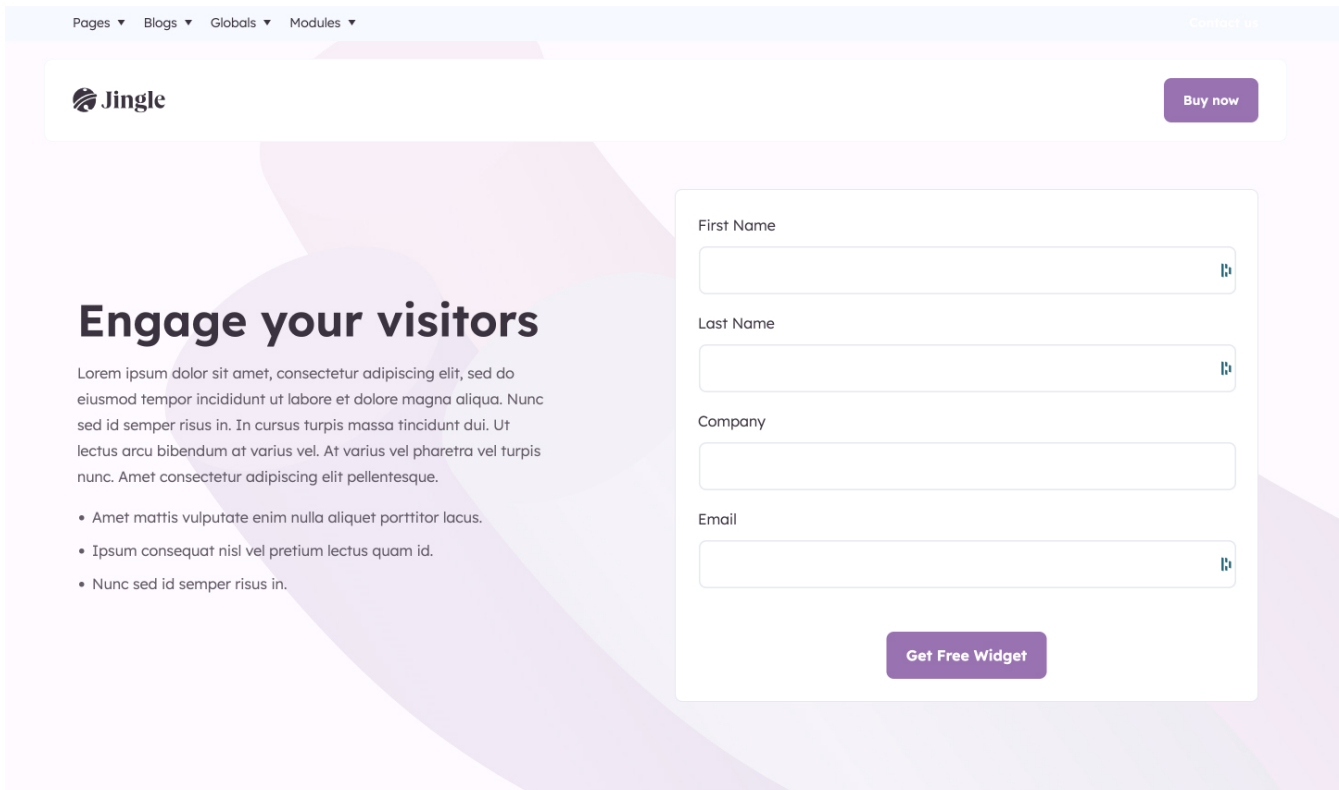 Pages ▼ Blogs ▼ Globals ▼ Modules ▼ Contact us
Jingle Buy now
Engage your visitors
Lorem ipsum dolor sit amet, consectetur adipiscing elit, sed do
eiusmod tempor incididunt ut labore et dolore magna aliqua. Nunc
sed id semper risus in. In cursus turpis massa tincidunt dui. Ut
lectus arcu bibendum at varius vel. At varius vel pharetra vel turpis
nunc. Amet consectetur adipiscing elit pellentesque.
• Amet mattis vulputate enim nulla aliquet porttitor lacus.
• Ipsum consequat nisl vel pretium lectus quam id.
• Nunc sed id semper risus in.
First Name
Last Name
Company
Email
Get Free Widget